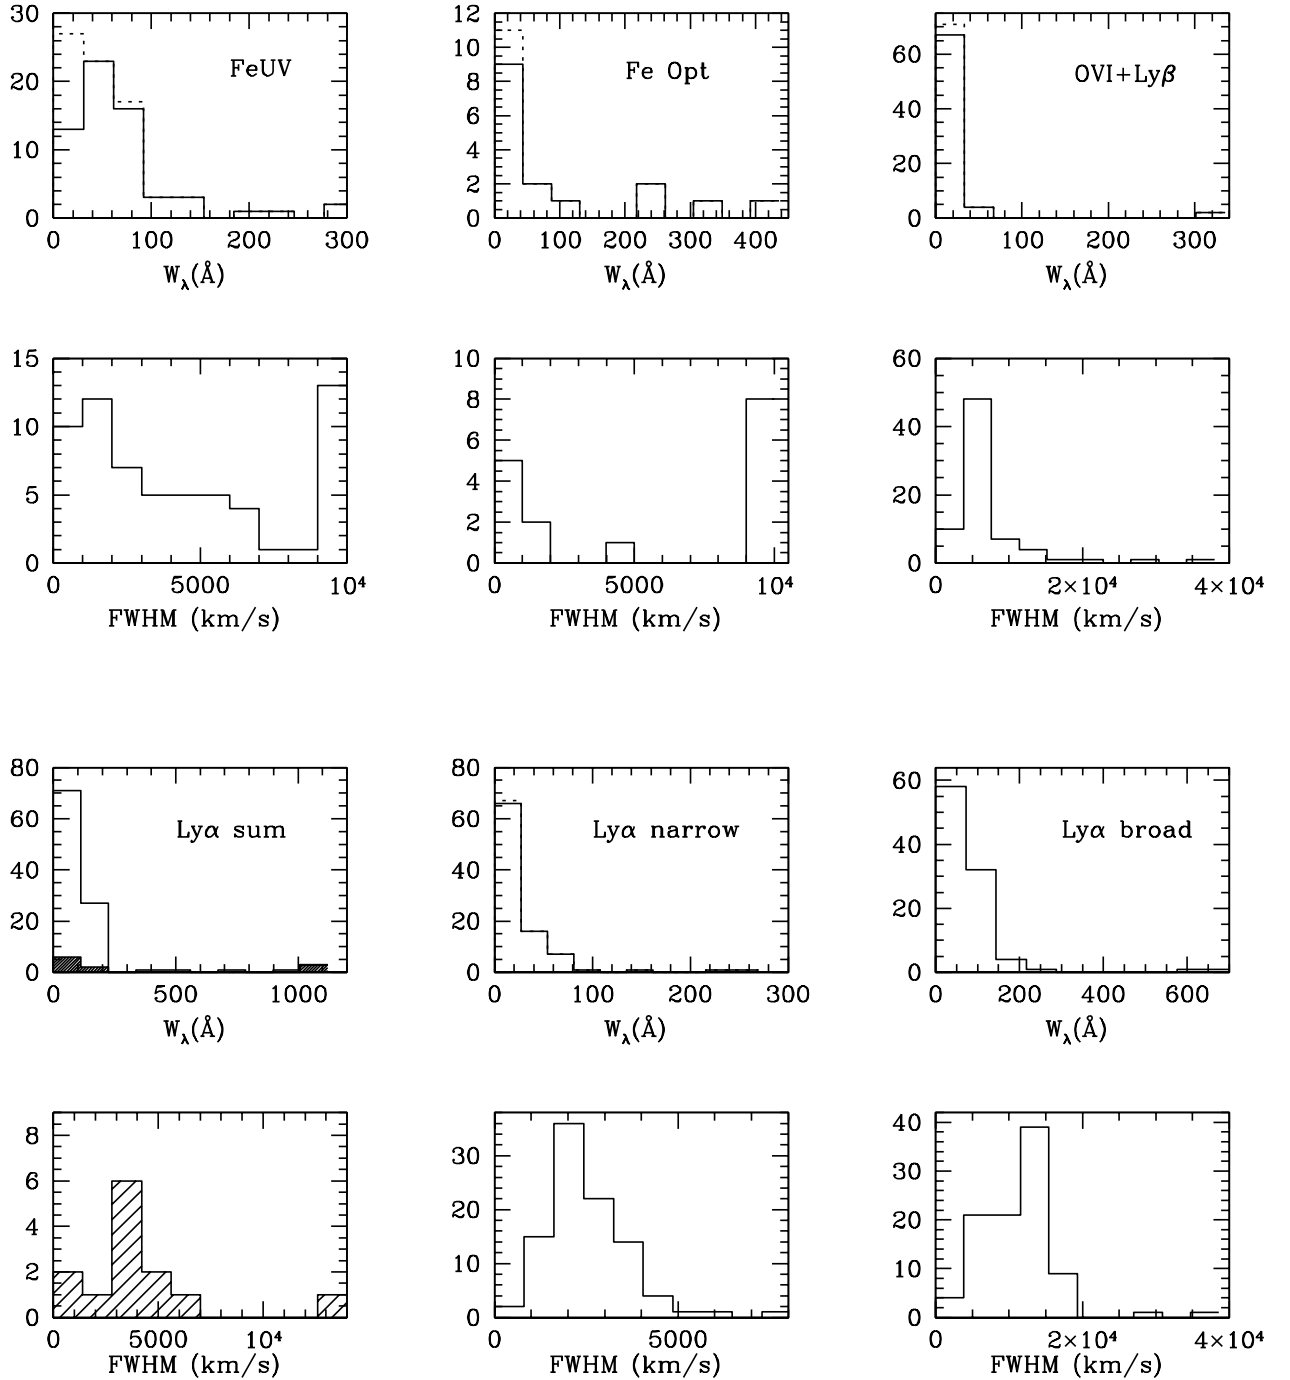 30 20 10 0
FeUV
0 100 200 300
W_λ(Å)
12 10 8 6 4 2 0
Fe Opt
0 100 200 300 400
W_λ(Å)
60 40 20 0
OVI+Lyβ
0 100 200 300
W_λ(Å)
15 10 5 0
0 5000 10⁴
FWHM (km/s)
10 8 6 4 2 0
0 5000 10⁴
FWHM (km/s)
60 40 20 0
0 2×10⁴ 4×10⁴
FWHM (km/s)
80 60 40 20 0
Lyα sum
0 500 1000
W_λ(Å)
80 60 40 20 0
Lyα narrow
0 100 200 300
W_λ(Å)
60 40 20 0
Lyα broad
0 200 400 600
W_λ(Å)
8 6 4 2 0
0 5000 10⁴
FWHM (km/s)
30 20 10 0
0 5000
FWHM (km/s)
40 30 20 10 0
0 2×10⁴ 4×10⁴
FWHM (km/s)